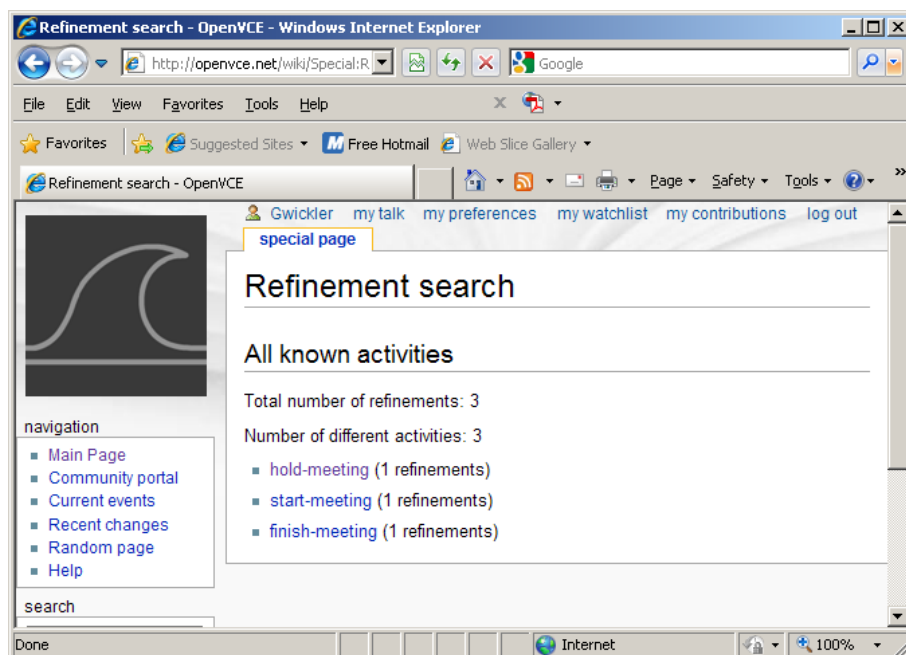 Refinement search - OpenVCE - Windows Internet Explorer
http://openvce.net/wiki/Special:R
Google
File Edit View Favorites Tools Help
X
Favorites Suggested Sites Free Hotmail Web Slice Gallery
Refinement search - OpenVCE
Page Safety Tools
»
Gwickler my talk my preferences my watchlist my contributions log out
special page
Refinement search
All known activities
Total number of refinements: 3
Number of different activities: 3
hold-meeting (1 refinements)
start-meeting (1 refinements)
finish-meeting (1 refinements)
navigation
Main Page
Community portal
Current events
Recent changes
Random page
Help
search
Done Internet 100%